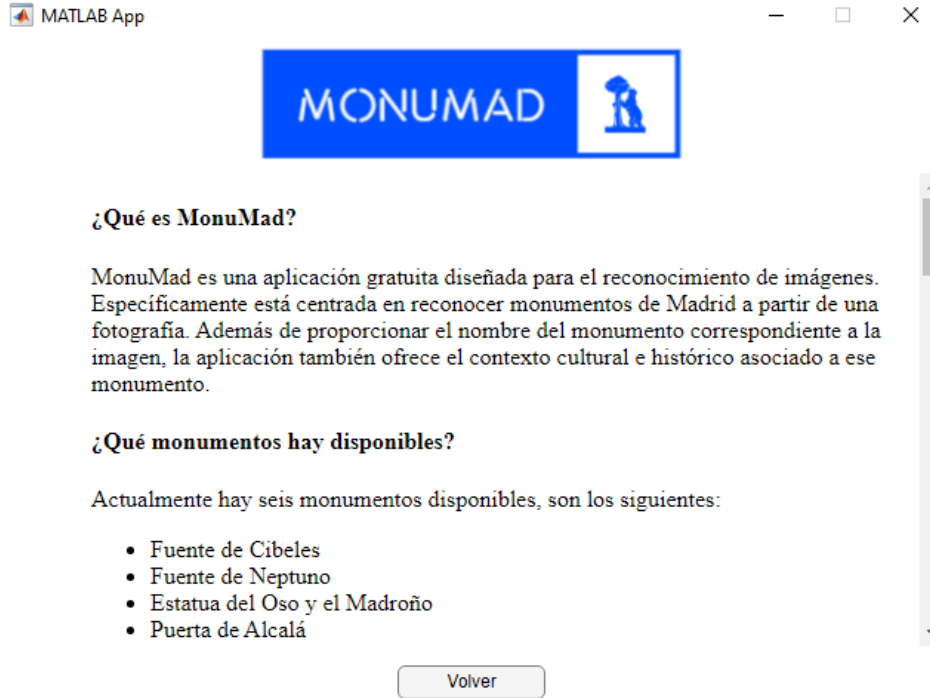 MATLAB App
MONUMAD
¿Qué es MonuMad?
MonuMad es una aplicación gratuita diseñada para el reconocimiento de imágenes.
Específicamente está centrada en reconocer monumentos de Madrid a partir de una
fotografía. Además de proporcionar el nombre del monumento correspondiente a la
imagen, la aplicación también ofrece el contexto cultural e histórico asociado a ese
monumento.
¿Qué monumentos hay disponibles?
Actualmente hay seis monumentos disponibles, son los siguientes:
• Fuente de Cibeles
• Fuente de Neptuno
• Estatua del Oso y el Madroño
• Puerta de Alcalá
Volver